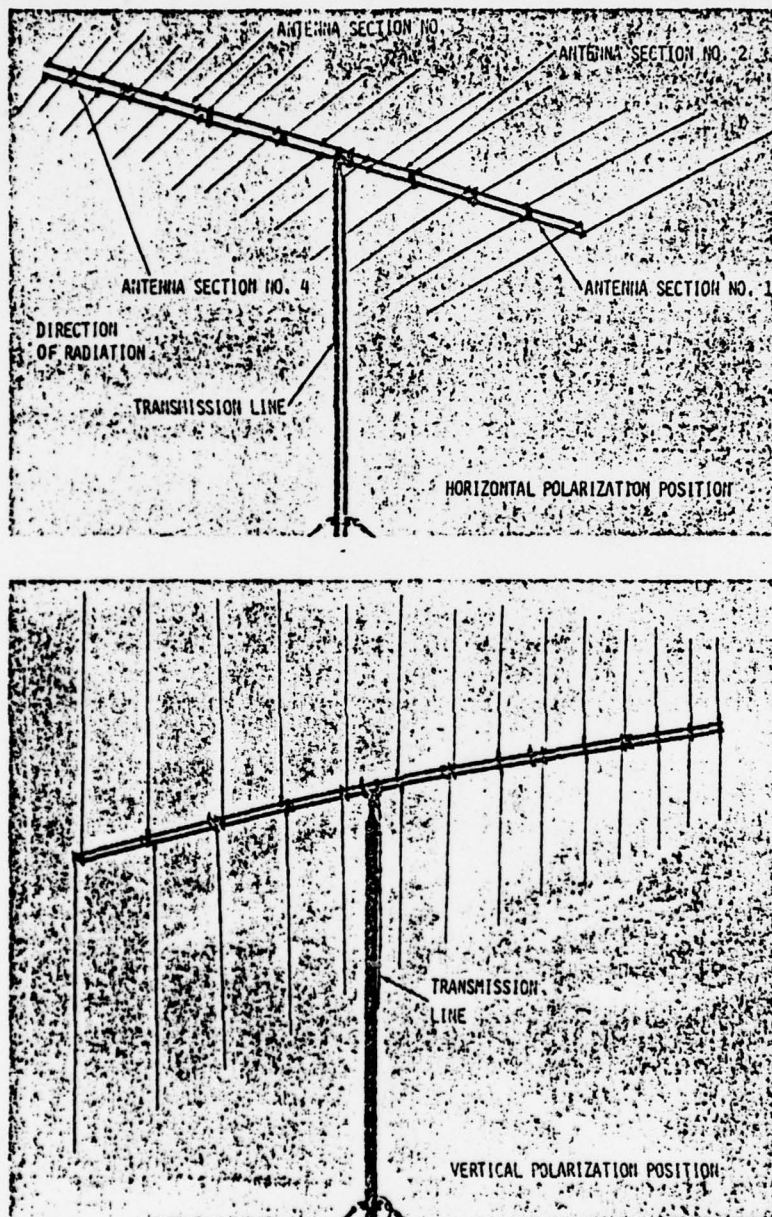 ANTENNA SECTION NO. 3
ANTENNA SECTION NO. 2
ANTENNA SECTION NO. 4
ANTENNA SECTION NO. 1
DIRECTION
OF RADIATION
TRANSMISSION LINE
HORIZONTAL POLARIZATION POSITION
TRANSMISSION
LINE
VERTICAL POLARIZATION POSITION